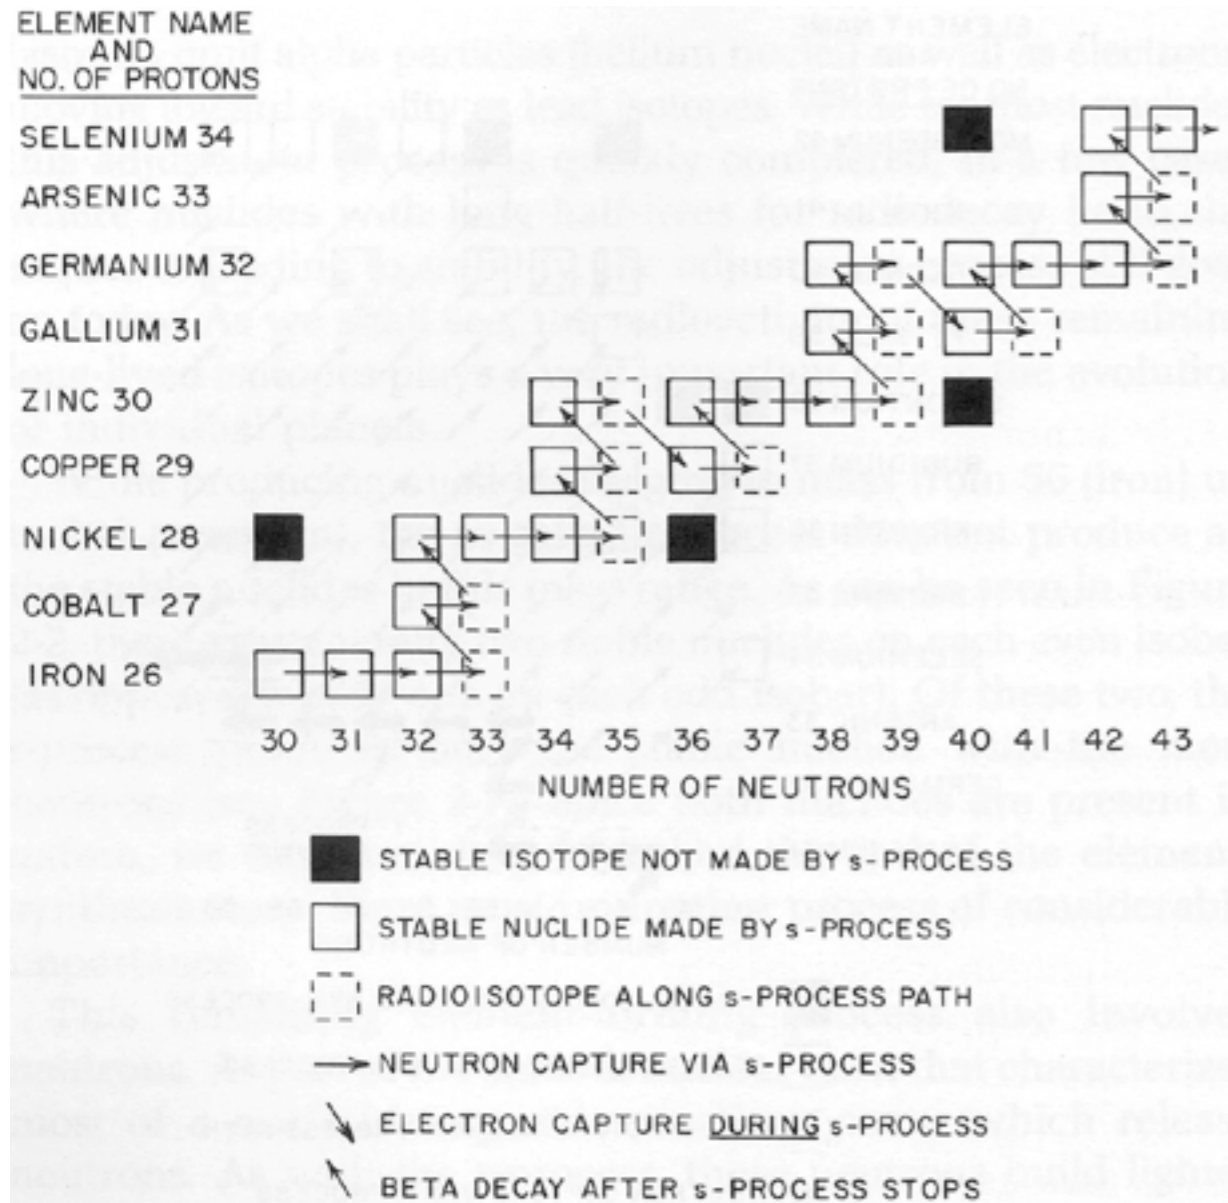 ELEMENT NAME
AND
NO. OF PROTONS
SELENIUM 34
ARSENIC 33
GERMANIUM 32
GALLIUM 31
ZINC 30
COPPER 29
NICKEL 28
COBALT 27
IRON 26
30 31 32 33 34 35 36 37 38 39 40 41 42 43
NUMBER OF NEUTRONS
STABLE ISOTOPE NOT MADE BY s-PROCESS
STABLE NUCLIDE MADE BY s-PROCESS
RADIOISOTOPE ALONG s-PROCESS PATH
NEUTRON CAPTURE VIA s-PROCESS
ELECTRON CAPTURE DURING s-PROCESS
BETA DECAY AFTER s-PROCESS STOPS